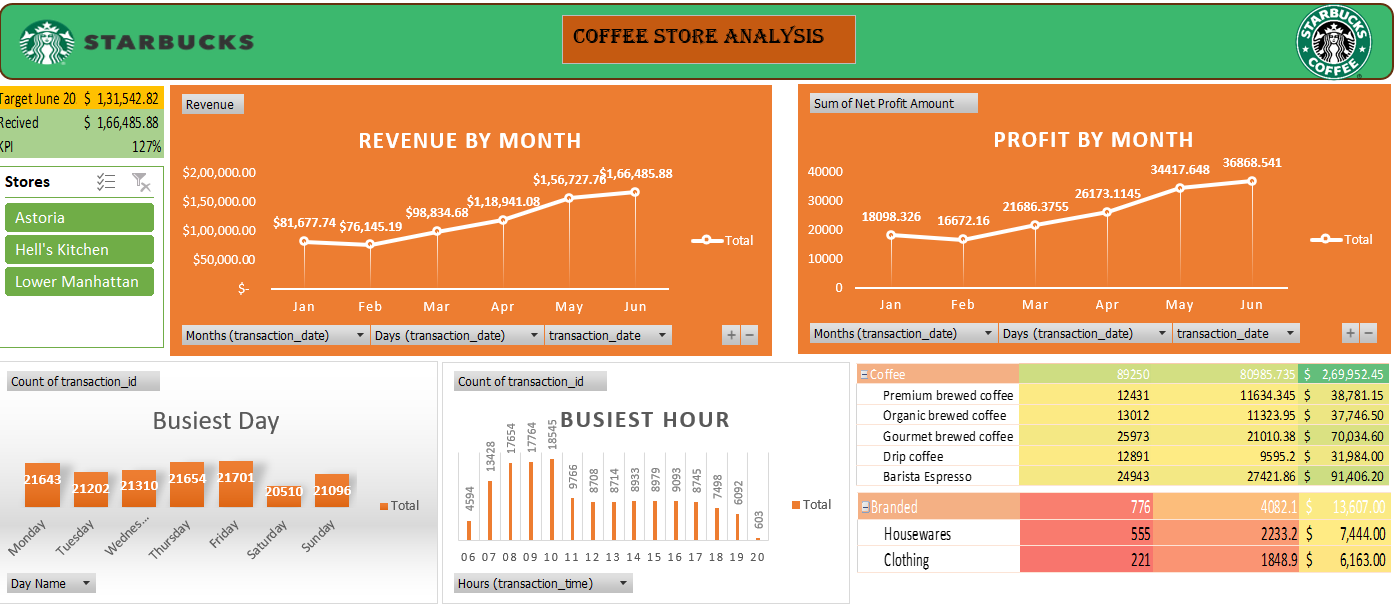 STARBUCKS
COFFEE STORE ANALYSIS
STARBUCKS
COFFEE
Target June 20 $ 1,31,542.82
Recived $ 1,66,485.88
KPI 127%
Stores
Astoria
Hell's Kitchen
Lower Manhattan
Revenue
REVENUE BY MONTH
$2,00,000.00
$1,50,000.00
$1,00,000.00
$50,000.00
$-
$81,677.74 $76,145.19 $98,834.68 $1,18,941.08 $1,56,727.76 $1,66,485.88
Total
Jan Feb Mar Apr May Jun
Months (transaction_date) Days (transaction_date) transaction_date + −
Sum of Net Profit Amount
PROFIT BY MONTH
40000
30000
20000
10000
0
18098.326 16672.16 21686.3755 26173.1145 34417.648 36868.541
Total
Jan Feb Mar Apr May Jun
Months (transaction_date) Days (transaction_date) transaction_date + −
Count of transaction_id
Busiest Day
21643 21202 21310 21654 21701 20510 21096
Total
Monday Tuesday Wednes... Thursday Friday Saturday Sunday
Day Name
Count of transaction_id
BUSIEST HOUR
4594 13428 17654 17764 18545 9766 8708 8714 8933 8979 9093 8745 7498 6092 603
Total
06 07 08 09 10 11 12 13 14 15 16 17 18 19 20
Hours (transaction_time)
Coffee 89250 80985.735 $ 2,69,952.45
Premium brewed coffee 12431 11634.345 $ 38,781.15
Organic brewed coffee 13012 11323.95 $ 37,746.50
Gourmet brewed coffee 25973 21010.38 $ 70,034.60
Drip coffee 12891 9595.2 $ 31,984.00
Barista Espresso 24943 27421.86 $ 91,406.20
Branded 776 4082.1 $ 13,607.00
Housewares 555 2233.2 $ 7,444.00
Clothing 221 1848.9 $ 6,163.00